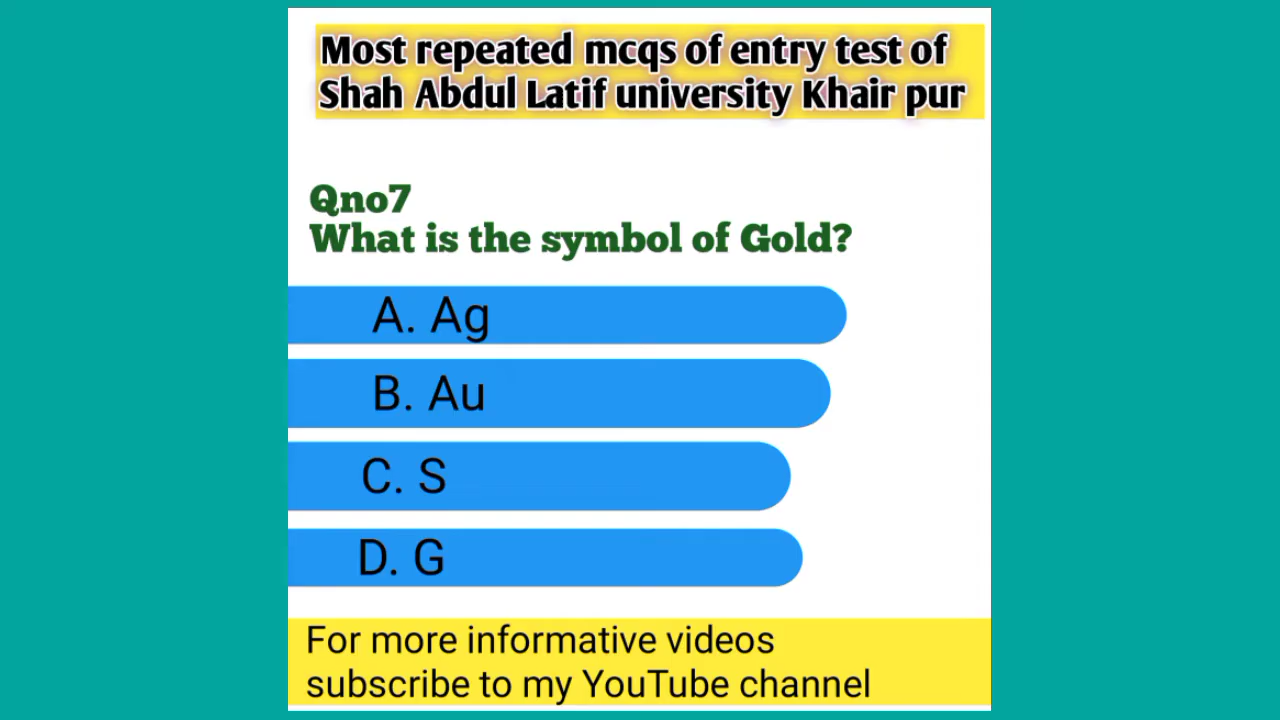 Most repeated mcqs of entry test of
Shah Abdul Latif university Khair pur
Qno7
What is the symbol of Gold?
A. Ag
B. Au
C. S
D. G
For more informative videos
subscribe to my YouTube channel